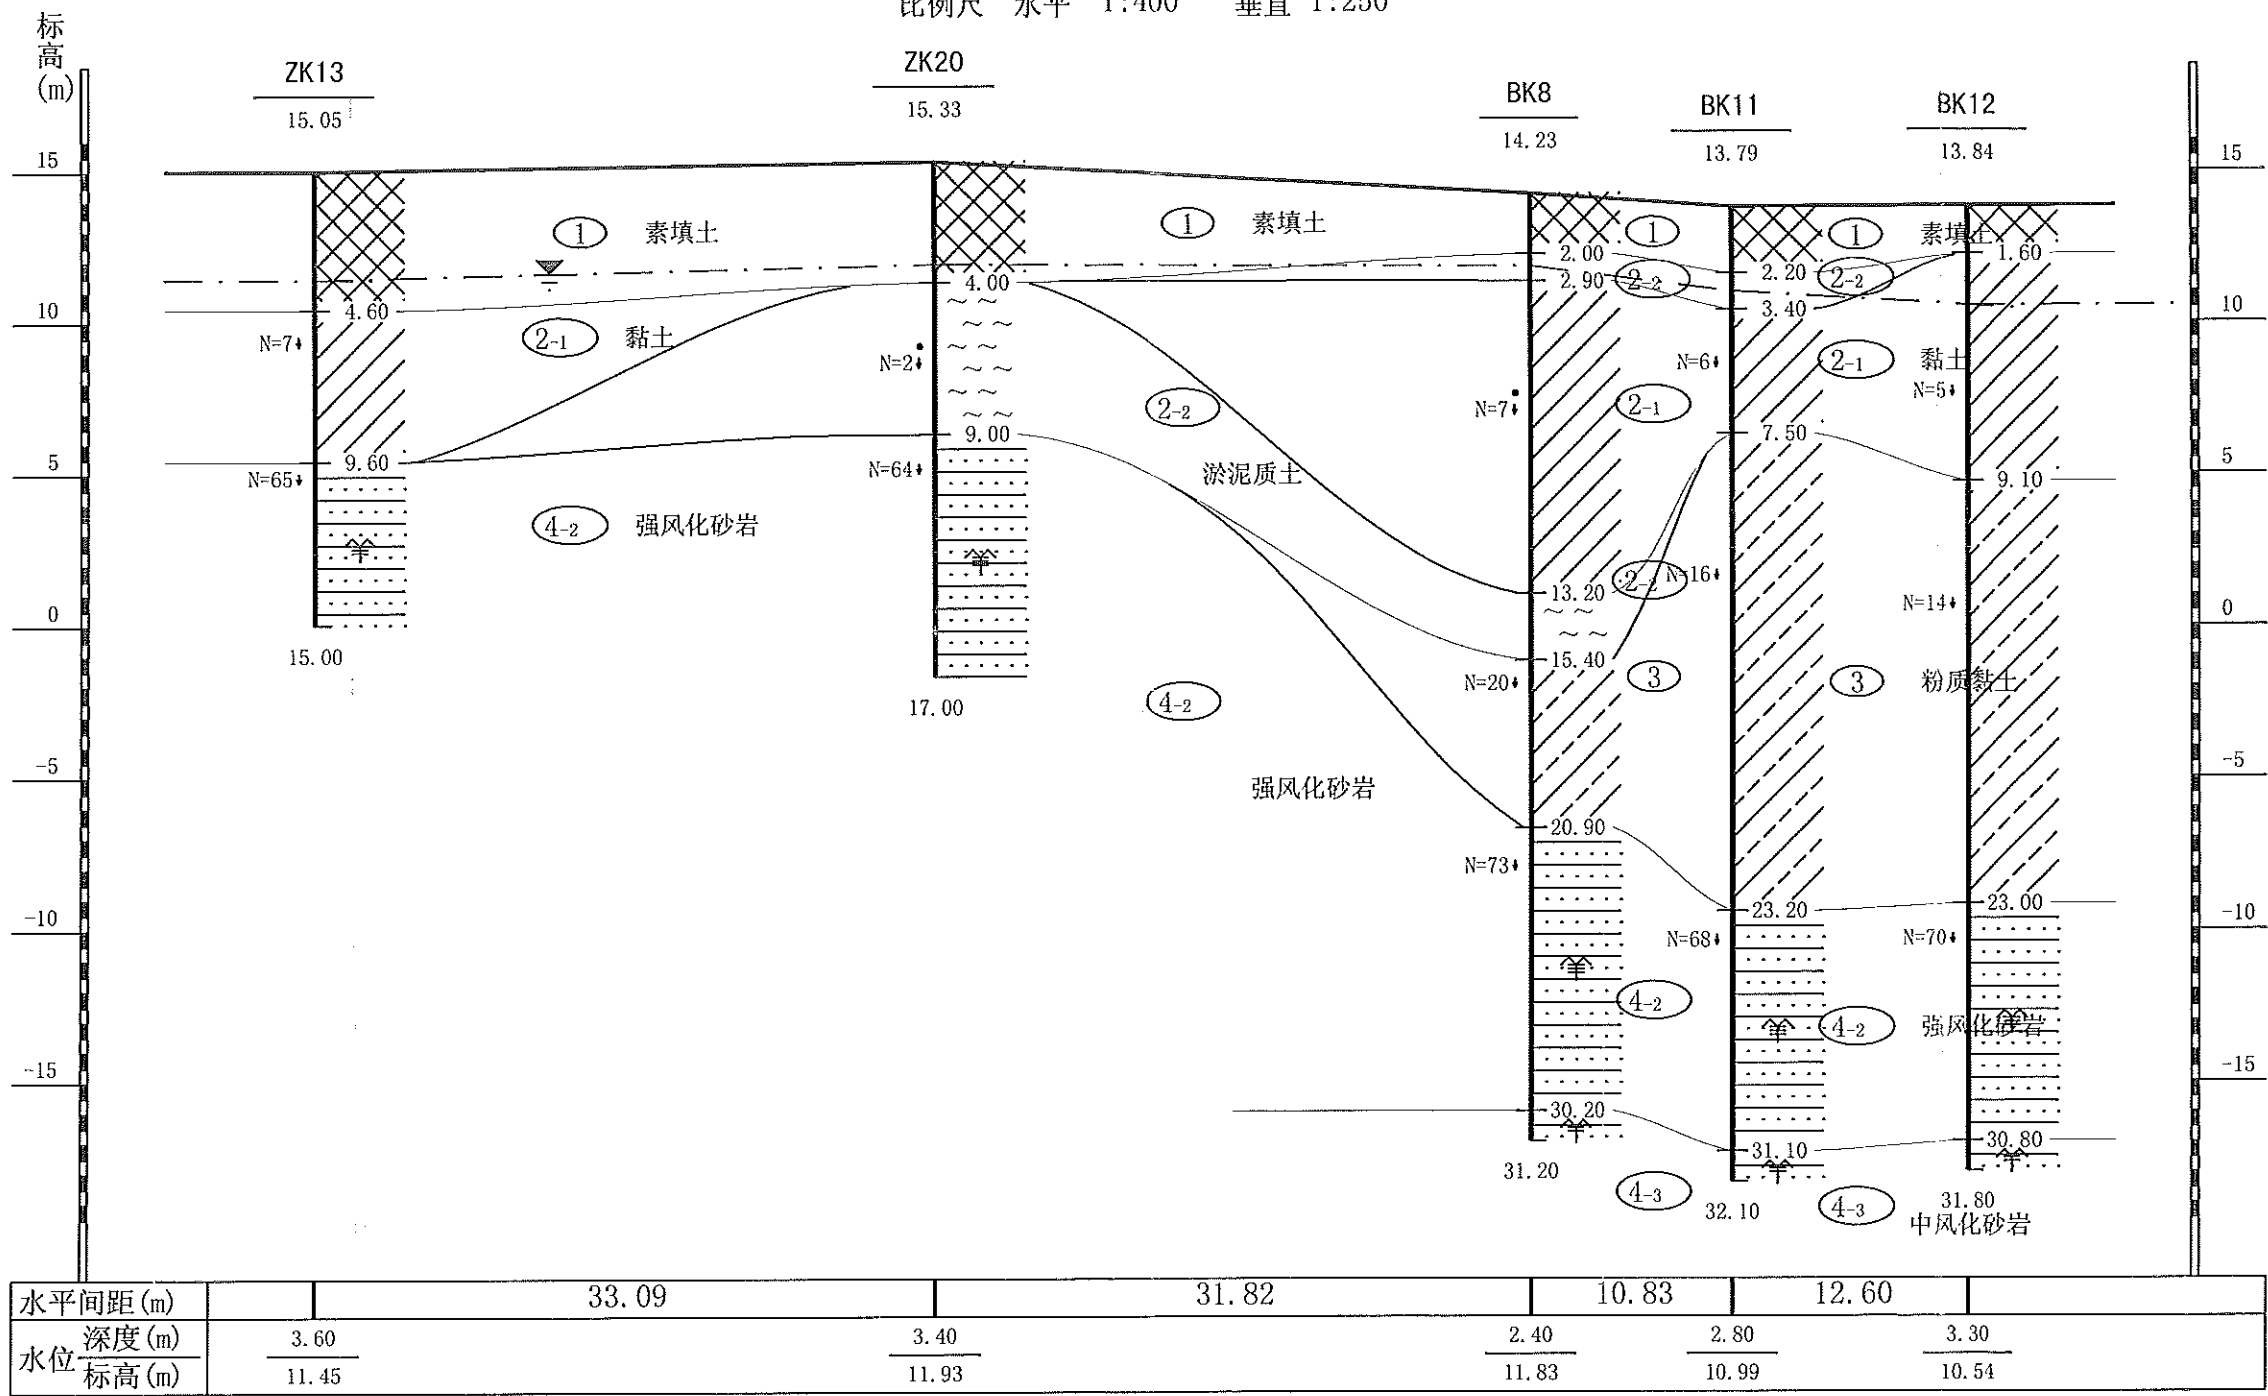 比例尺 水平 1:400 垂直 1:250
标高(m)
ZK13
15.05
ZK20
15.33
BK8
14.23
BK11
13.79
BK12
13.84
15
10
5
0
-5
-10
-15
15
10
5
0
-5
-10
-15
4.60
9.60
15.00
N=7
N=65
① 素填土
2-1 黏土
4-2 强风化砂岩
4.00
9.00
17.00
N=2
N=64
① 素填土
2-2
淤泥质土
4-2
强风化砂岩
2.00
2.90
13.20
15.40
20.90
30.20
31.20
N=7
N=20
N=73
①
2-2
2-1
2-2
③
4-2
4-3
2.20
3.40
7.50
23.20
31.10
32.10
N=6
N=16
N=68
① 素填土
2-2
2-1 黏土
③ 粉质黏土
4-2 强风化砂岩
4-3 中风化砂岩
1.60
9.10
23.00
30.80
31.80
N=5
N=14
N=70
水平间距(m) 33.09 31.82 10.83 12.60
水位 深度(m) 3.60 3.40 2.40 2.80 3.30
标高(m) 11.45 11.93 11.83 10.99 10.54